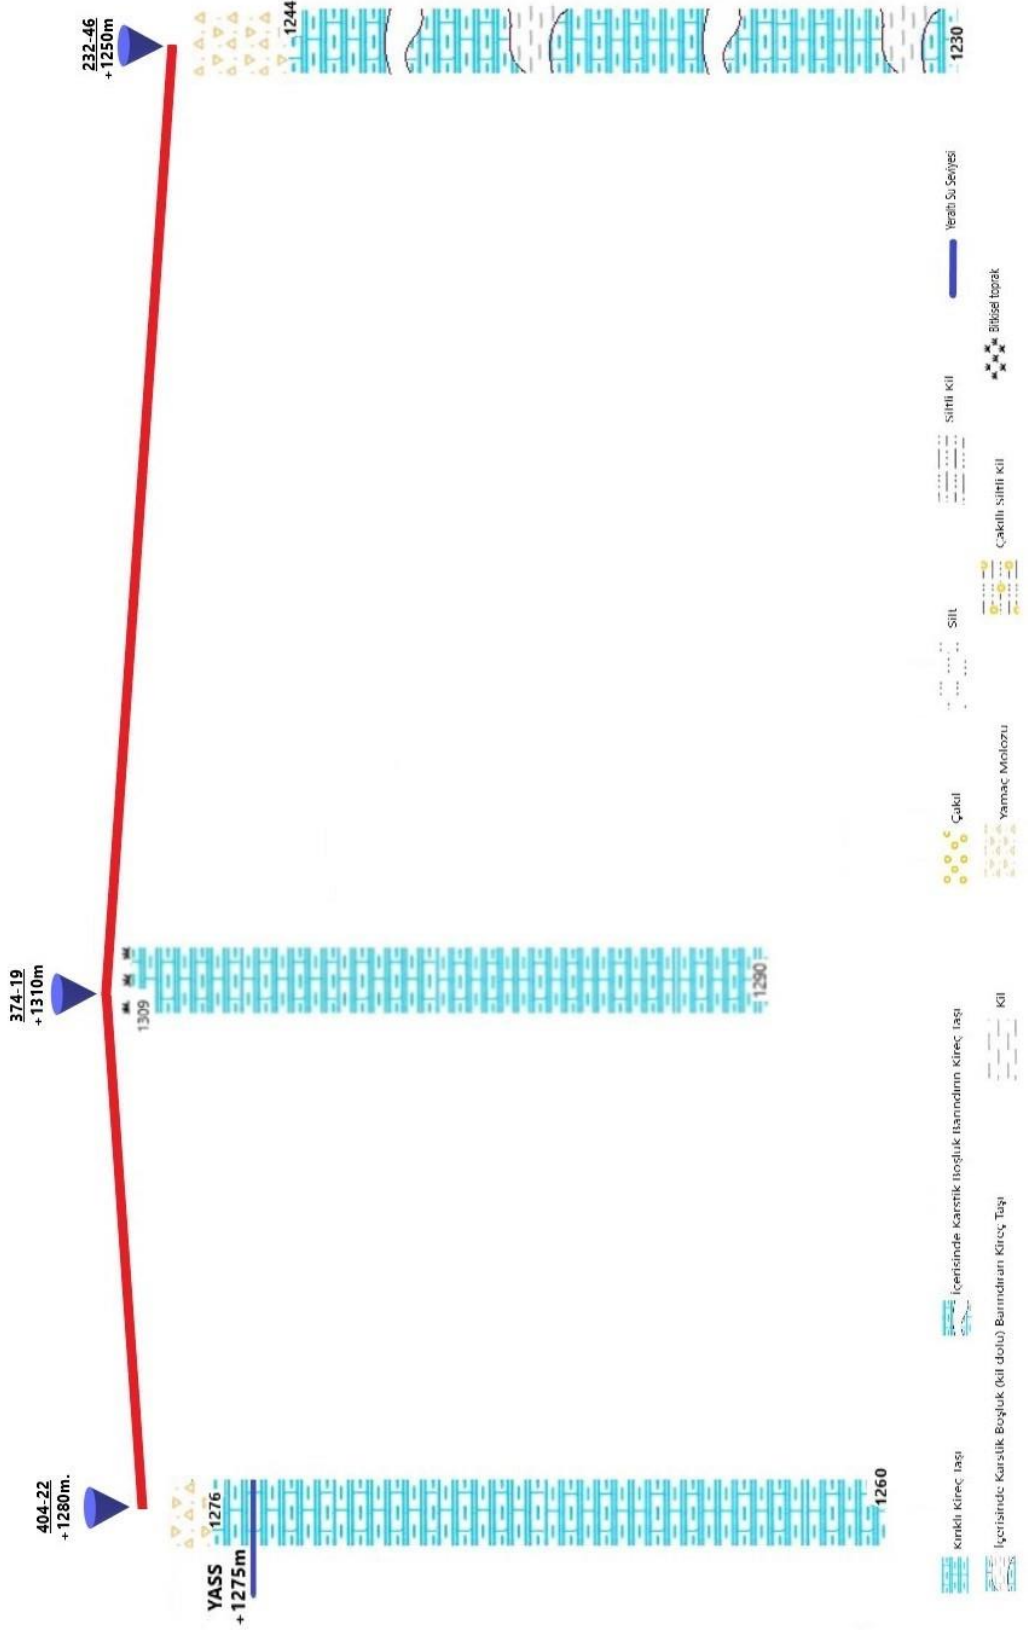 404-22
+1280m.
374-19
+1310m
232-46
+1250m
YASS
+1275m
1276
1260
1309
1290
1244
1230
Kırıklı Kireç Taşı
İçerisinde Karstik Boşluk Barındırın Kireç Taşı
Çakıl
Silt
Siltli Kil
Yeraltı Su Seviyesi
İçerisinde Karstik Boşluk (kil dolu) Barındıran Kireç Taşı
Kil
Yamaç Molozu
Çakıllı Siltli Kil
Bitkisel toprak